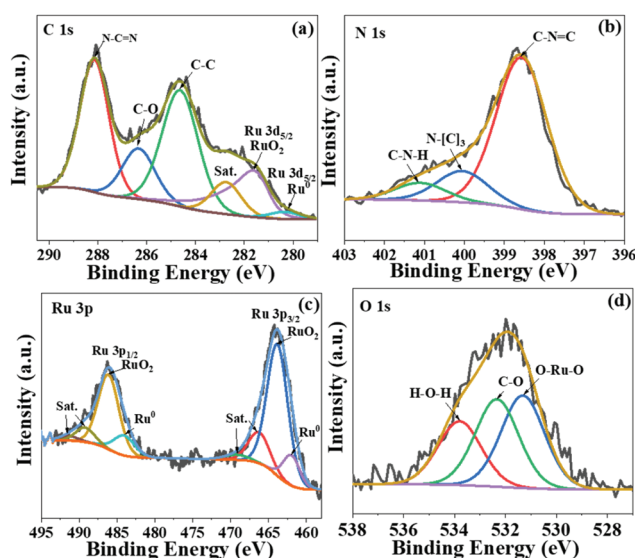 C 1s
(a)
N-C=N
C-O
C-C
Ru 3d5/2
RuO2
Sat.
Ru 3d5/2
Ru0
Intensity (a.u.)
288 286 284 282 280
Binding Energy (eV)
N 1s
(b)
C-N=C
N-[C]3
C-N-H
Intensity (a.u.)
403 402 401 400 399 398 397 396
Binding Energy (eV)
Ru 3p
(c)
Ru 3p3/2
RuO2
Ru 3p1/2
RuO2
Sat.
Ru0
Sat.
Ru0
Intensity (a.u.)
495 490 485 480 475 470 465 460
Binding Energy (eV)
O 1s
(d)
H-O-H
C-O
O-Ru-O
Intensity (a.u.)
538 536 534 532 530 528
Binding Energy (eV)